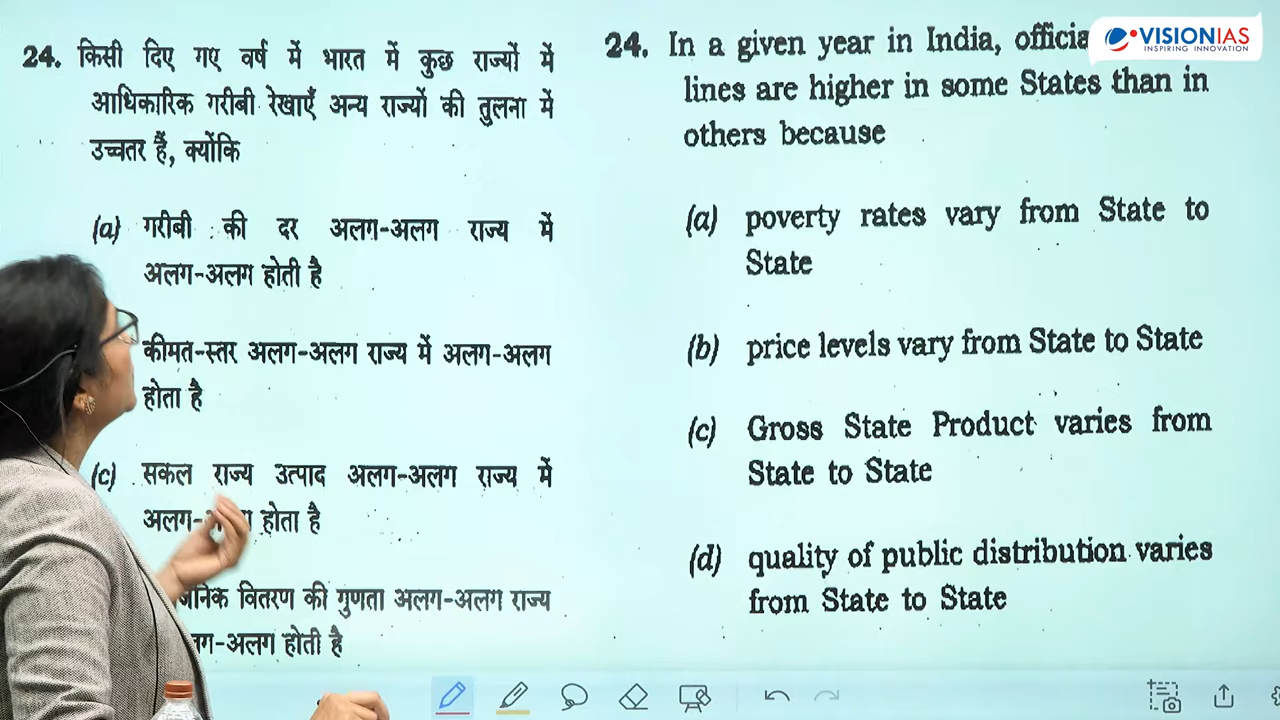 24. किसी दिए गए वर्ष में भारत में कुछ राज्यों में
आधिकारिक गरीबी रेखाएँ अन्य राज्यों की तुलना में
उच्चतर हैं, क्योंकि
(a) गरीबी की दर अलग-अलग राज्य में
अलग-अलग होती है
कीमत-स्तर अलग-अलग राज्य में अलग-अलग
होता है
(c) सकल राज्य उत्पाद अलग-अलग राज्य में
होता है
वितरण की गुणता अलग-अलग राज्य
होती है
24. In a given year in India,
lines are higher in some States than in
others because
(a) poverty rates vary from State to
State
(b) price levels vary from State to State
(c) Gross State Product varies from
State to State
(d) quality of public distribution varies
from State to State
VISIONIAS
INSPIRING INNOVATION